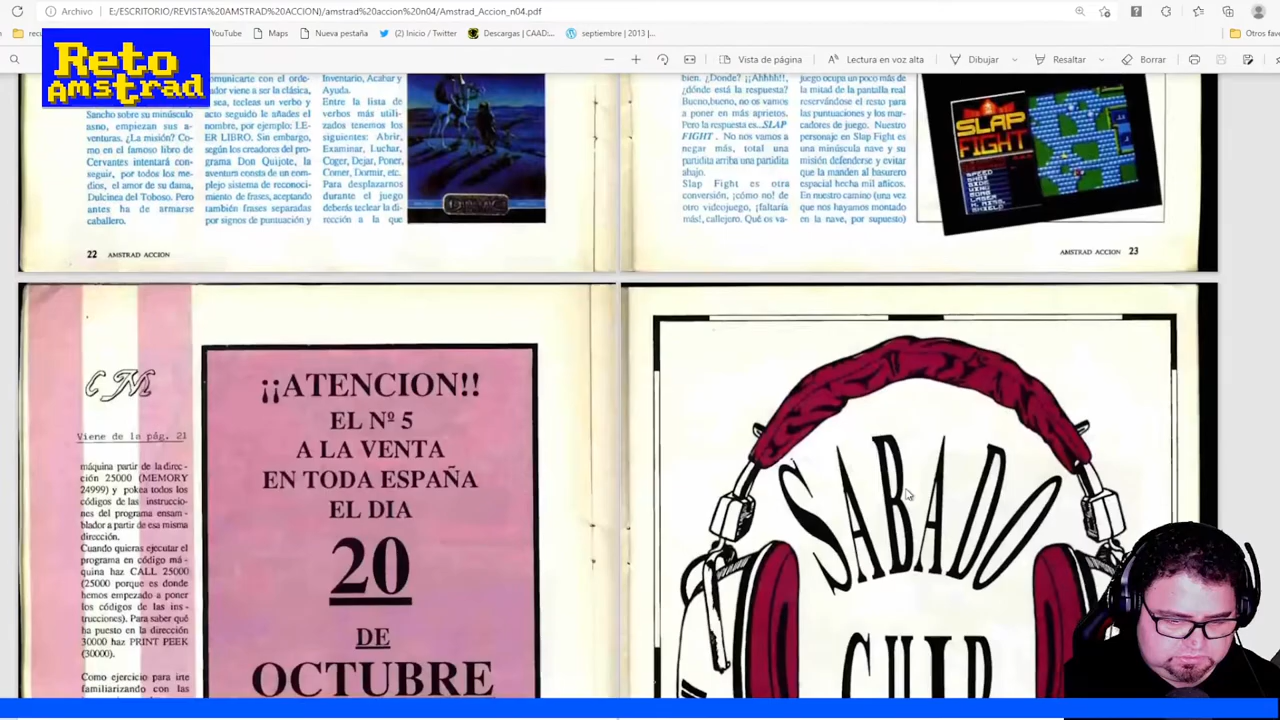 Archivo
E:/ESCRITORIO/REVISTA%20AMSTRAD%20ACCION)/amstrad%20accion%20n04/Amstrad_Accion_n04.pdf
YouTube
Maps
Nueva pestaña
(2) Inicio / Twitter
Descargas (CAAD:...
septiembre | 2013 |...
Otros fav
Vista de página
Lectura en voz alta
Dibujar
Resaltar
Borrar
Reto
Amstrad
Sancho sobre su minúsculo
asno, empiezan sus a-
venturas. ¿La misión? Co-
mo en el famoso libro de
Cervantes intentará con-
seguir, por todos los me-
dios, el amor de su dama,
Dulcinea del Toboso. Pero
antes ha de armarse
caballero.
omunicarte con el orde-
ador viene a ser la clásica,
sea, tecleas un verbo y
acto seguido le añades el
nombre, por ejemplo: LE-
ER LIBRO. Sin embargo,
según los creadores del pro-
grama Don Quijote, la
aventura consta de un com-
plejo sistema de reconoci-
miento de frases, aceptando
también frases separadas
por signos de puntuación y
Inventario, Acabar y
Ayuda.
Entre la lista de
verbos más utili-
zados tenemos los
siguientes: Abrir,
Examinar, Luchar,
Coger, Dejar, Poner,
Comer, Dormir, etc.
Para desplazarnos
durante el juego
deberás teclear la di-
rección a la que
22 AMSTRAD ACCION
bien. ¿Donde? ¡¡Ahhhh!!,
¿dónde está la respuesta?
Bueno,bueno, no os vamos
a poner en más aprietos.
Pero la respuesta es...SLAP
FIGHT. No nos vamos a
negar más, total una
partidita arriba una partidita
abajo.
Slap Fight es otra
conversión, ¡cómo no! de
otro videojuego, ¡faltaría
más!, callejero. Qué os va-
juego ocupa un poco más de
la mitad de la pantalla real
reservándose el resto para
las puntuaciones y los mar-
cadores de juego. Nuestro
personaje en Slap Fight es
una minúscula nave y su
misión defenderse y evitar
que la manden al basurero
espacial hecha mil añicos.
En nuestro camino (una vez
que nos hayamos montado
en la nave, por supuesto)
SLAP
FIGHT
SPEED
SHOT
SIDE
WING
BOMB
LASER
H.MISS.
SHIELD
AMSTRAD ACCION 23
CM
Viene de la pág. 21
máquina partir de la direc-
ción 25000 (MEMORY
24999) y pokea todos los
códigos de las instruccio-
nes del programa ensam-
blador a partir de esa misma
dirección.
Cuando quieras ejecutar el
programa en código má-
quina haz CALL 25000
(25000 porque es donde
hemos empezado a poner
los códigos de las ins-
trucciones). Para saber qué
ha puesto en la dirección
30000 haz PRINT PEEK
(30000).
Como ejercicio para irte
familiarizando con las
¡¡ATENCION!!
EL Nº 5
A LA VENTA
EN TODA ESPAÑA
EL DIA
20
DE
OCTUBRE
SABADO
CHIP